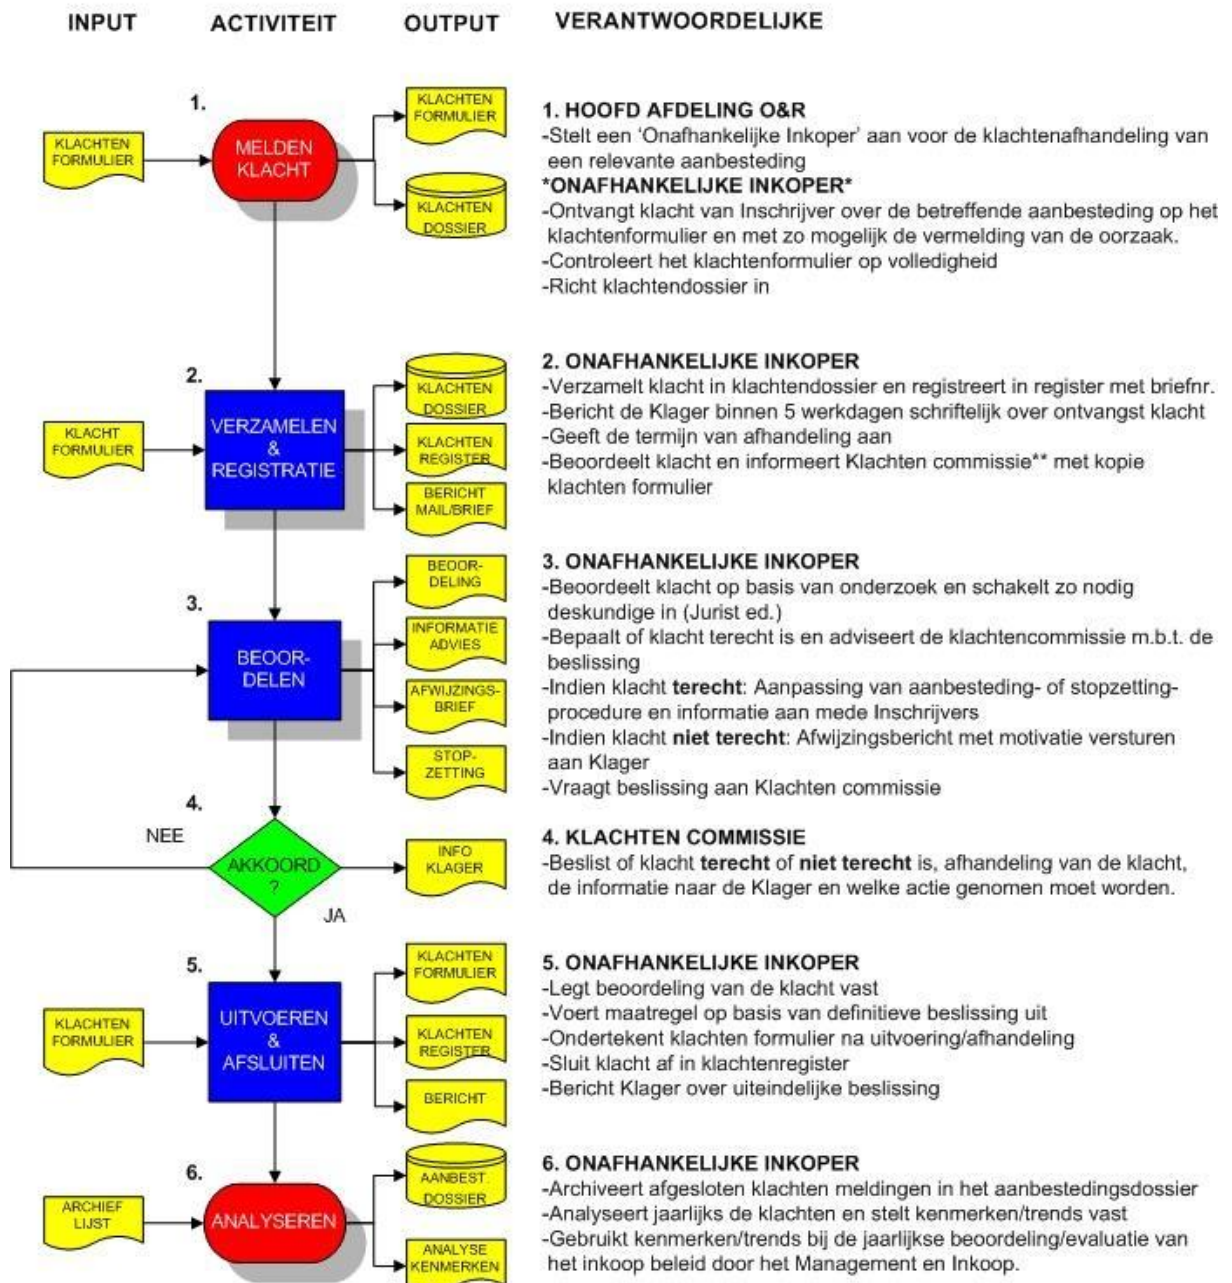 INPUT
ACTIVITEIT
OUTPUT
VERANTWOORDELIJKE
1.
KLACHTEN
FORMULIER
MELDEN
KLACHT
KLACHTEN
FORMULIER
KLACHTEN
DOSSIER
1. HOOFD AFDELING O&R
-Stelt een ‘Onafhankelijke Inkoper’ aan voor de klachtenafhandeling van
een relevante aanbesteding
*ONAFHANKELIJKE INKOPER*
-Ontvangt klacht van Inschrijver over de betreffende aanbesteding op het
klachtenformulier en met zo mogelijk de vermelding van de oorzaak.
-Controleert het klachtenformulier op volledigheid
-Richt klachtendossier in
2.
KLACHT
FORMULIER
VERZAMELEN
&
REGISTRATIE
KLACHTEN
DOSSIER
KLACHTEN
REGISTER
BERICHT
MAIL/BRIEF
2. ONAFHANKELIJKE INKOPER
-Verzamelt klacht in klachtendossier en registreert in register met briefnr.
-Bericht de Klager binnen 5 werkdagen schriftelijk over ontvangst klacht
-Geeft de termijn van afhandeling aan
-Beoordeelt klacht en informeert Klachten commissie** met kopie
klachten formulier
3.
BEOOR-
DELEN
BEOOR-
DELING
INFORMATIE
ADVIES
AFWIJZINGS-
BRIEF
STOP-
ZETTING
3. ONAFHANKELIJKE INKOPER
-Beoordeelt klacht op basis van onderzoek en schakelt zo nodig
deskundige in (Jurist ed.)
-Bepaalt of klacht terecht is en adviseert de klachtencommissie m.b.t. de
beslissing
-Indien klacht terecht: Aanpassing van aanbesteding- of stopzetting-
procedure en informatie aan mede Inschrijvers
-Indien klacht niet terecht: Afwijzingsbericht met motivatie versturen
aan Klager
-Vraagt beslissing aan Klachten commissie
4.
NEE
AKKOORD
?
JA
INFO
KLAGER
4. KLACHTEN COMMISSIE
-Beslist of klacht terecht of niet terecht is, afhandeling van de klacht,
de informatie naar de Klager en welke actie genomen moet worden.
5.
KLACHTEN
FORMULIER
UITVOEREN
&
AFSLUITEN
KLACHTEN
FORMULIER
KLACHTEN
REGISTER
BERICHT
5. ONAFHANKELIJKE INKOPER
-Legt beoordeling van de klacht vast
-Voert maatregel op basis van definitieve beslissing uit
-Ondertekent klachten formulier na uitvoering/afhandeling
-Sluit klacht af in klachtenregister
-Bericht Klager over uiteindelijke beslissing
6.
ARCHIEF
LIJST
ANALYSEREN
AANBEST.
DOSSIER
ANALYSE
KENMERKEN
6. ONAFHANKELIJKE INKOPER
-Archiveert afgesloten klachten meldingen in het aanbestedingsdossier
-Analyseert jaarlijks de klachten en stelt kenmerken/trends vast
-Gebruikt kenmerken/trends bij de jaarlijkse beoordeling/evaluatie van
het inkoop beleid door het Management en Inkoop.